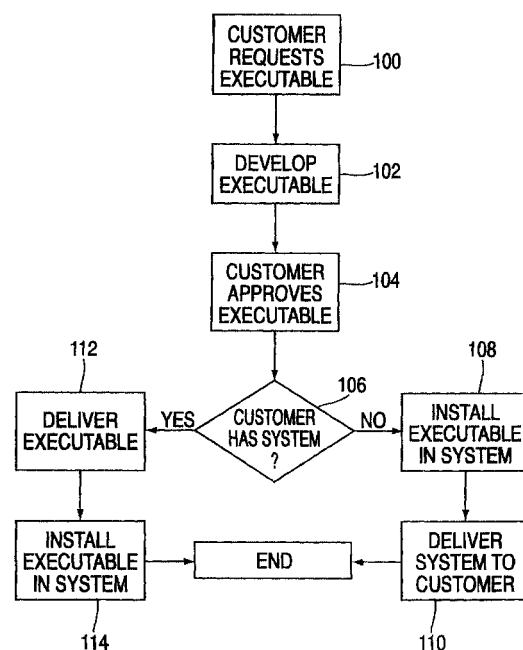 CUSTOMER
REQUESTS
EXECUTABLE
100
DEVELOP
EXECUTABLE
102
CUSTOMER
APPROVES
EXECUTABLE
104
112
106
108
DELIVER
EXECUTABLE
YES
CUSTOMER
HAS SYSTEM
?
NO
INSTALL
EXECUTABLE
IN SYSTEM
INSTALL
EXECUTABLE
IN SYSTEM
END
DELIVER
SYSTEM TO
CUSTOMER
114
110